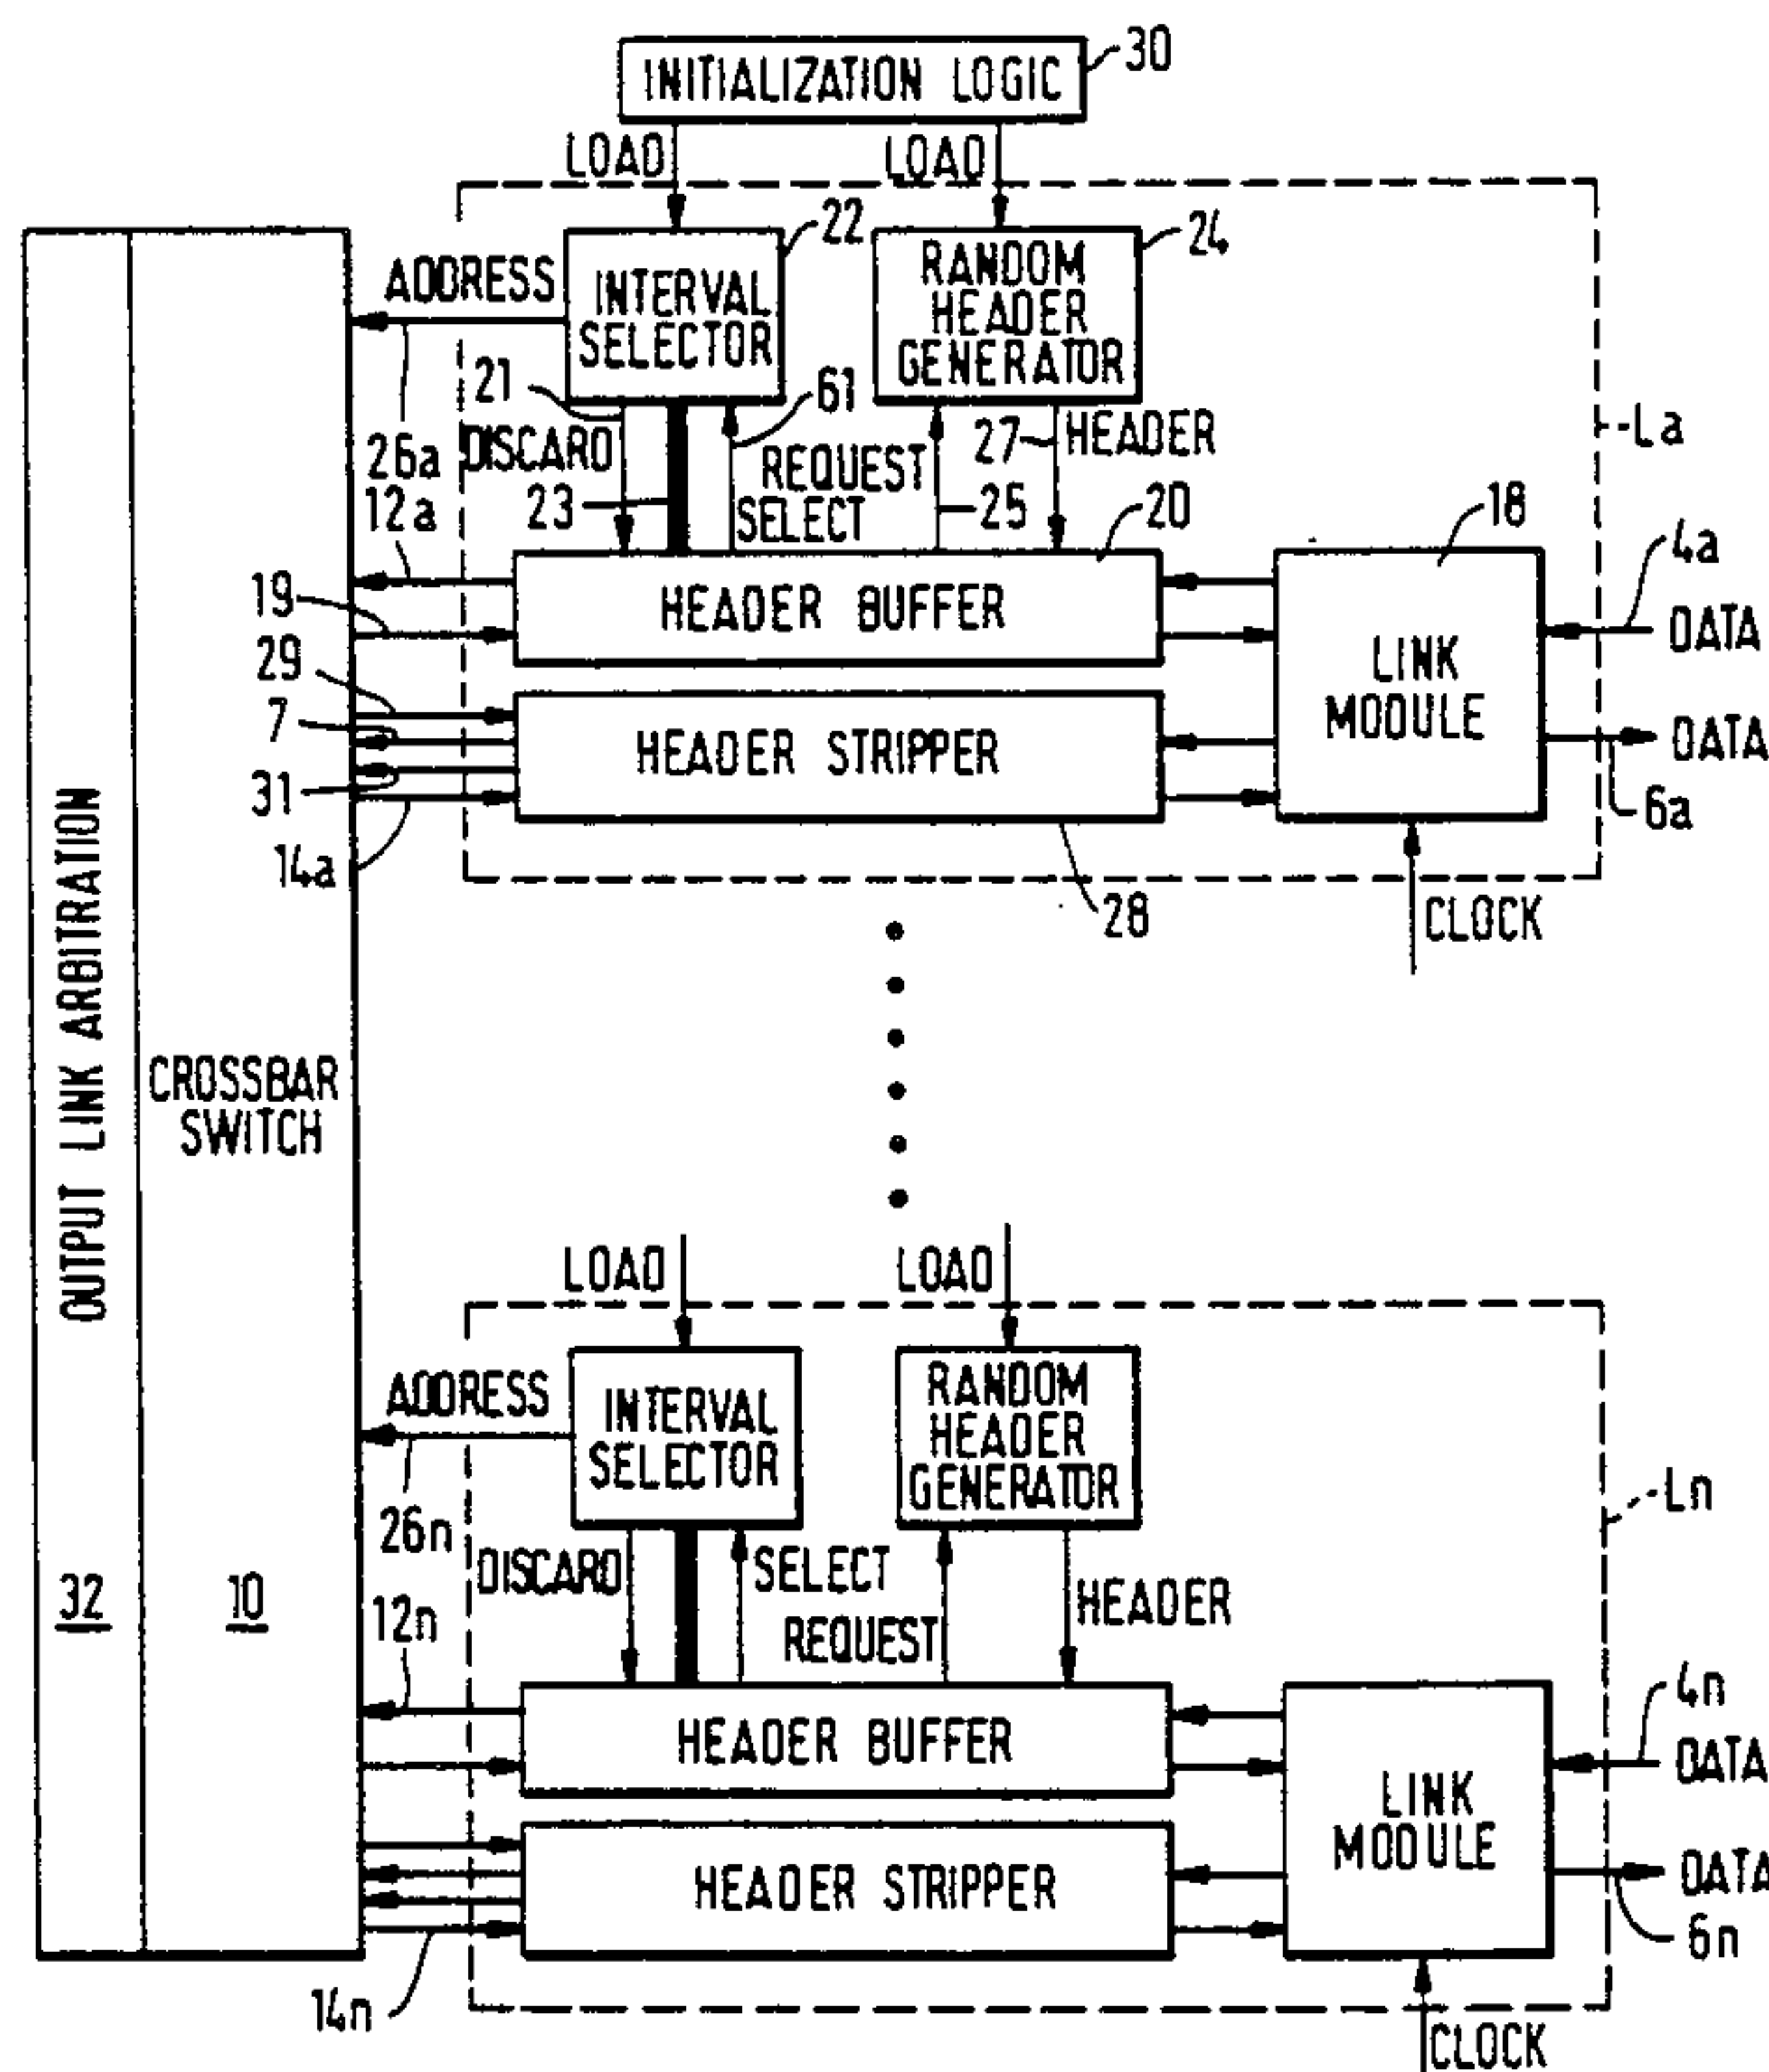 INITIALIZATION LOGIC
30
LOAD
LOAD
22
24
ADDRESS
INTERVAL
SELECTOR
RANDOM
HEADER
GENERATOR
La
21
61
26a
DISCARD
27
HEADER
12a
23
REQUEST
SELECT
25
20
18
4a
19
HEADER BUFFER
DATA
29
LINK
MODULE
7
HEADER STRIPPER
DATA
31
6a
14a
28
CLOCK
OUTPUT LINK ARBITRATION
CROSSBAR
SWITCH
32
10
LOAD
LOAD
ADDRESS
INTERVAL
SELECTOR
RANDOM
HEADER
GENERATOR
Ln
26n
DISCARD
SELECT
HEADER
12n
REQUEST
4n
HEADER BUFFER
DATA
LINK
MODULE
HEADER STRIPPER
DATA
6n
14n
CLOCK